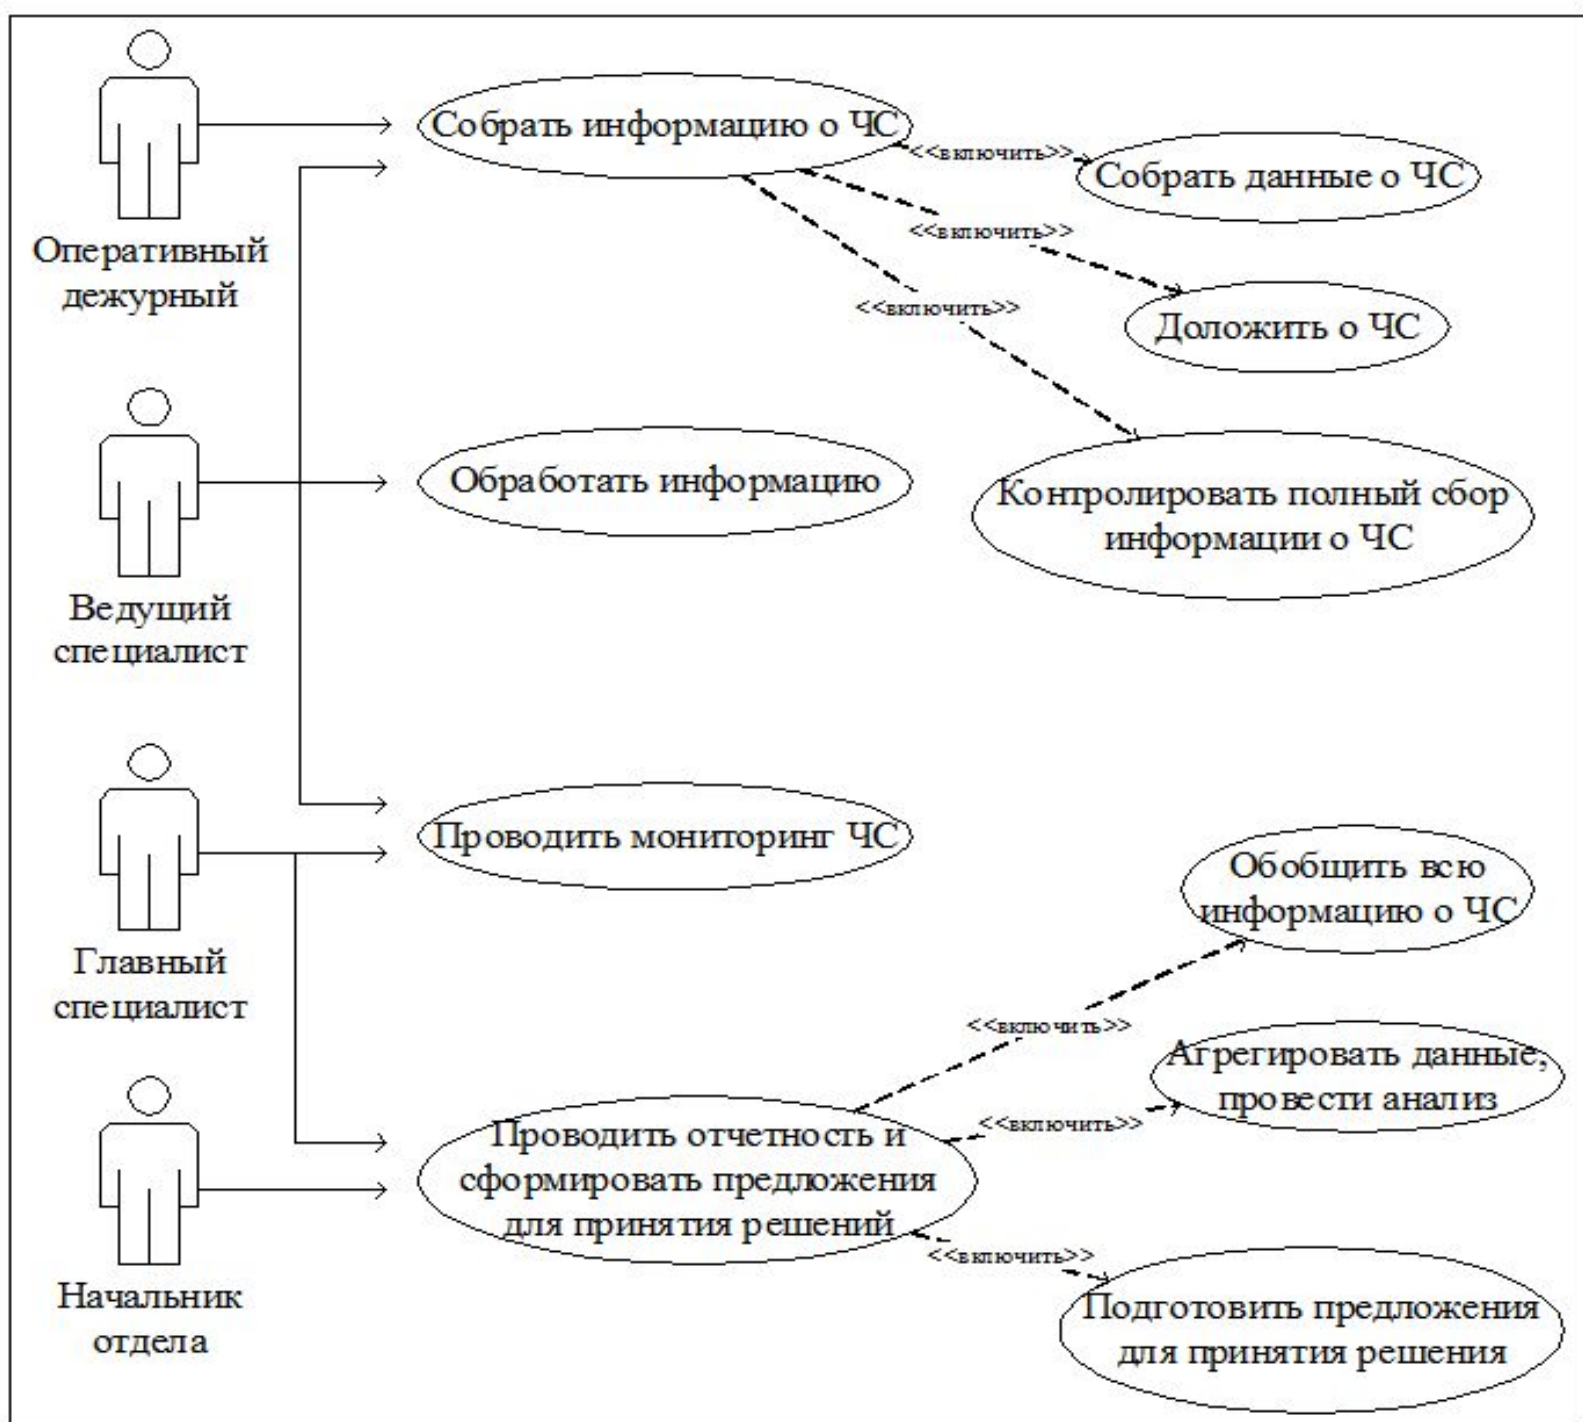 Собрать информацию о ЧС
<<включить>>
Собрать данные о ЧС
Оперативный
дежурный
<<включить>>
<<включить>>
Доложить о ЧС
Обработать информацию
Контролировать полный сбор
информации о ЧС
Ведущий
специалист
Проводить мониторинг ЧС
Обобщить всю
информацию о ЧС
Главный
специалист
<<включить>>
Агрегировать данные,
провести анализ
<<включить>>
Проводить отчетность и
сформировать предложения
для принятия решений
<<включить>>
Начальник
отдела
Подготовить предложения
для принятия решения